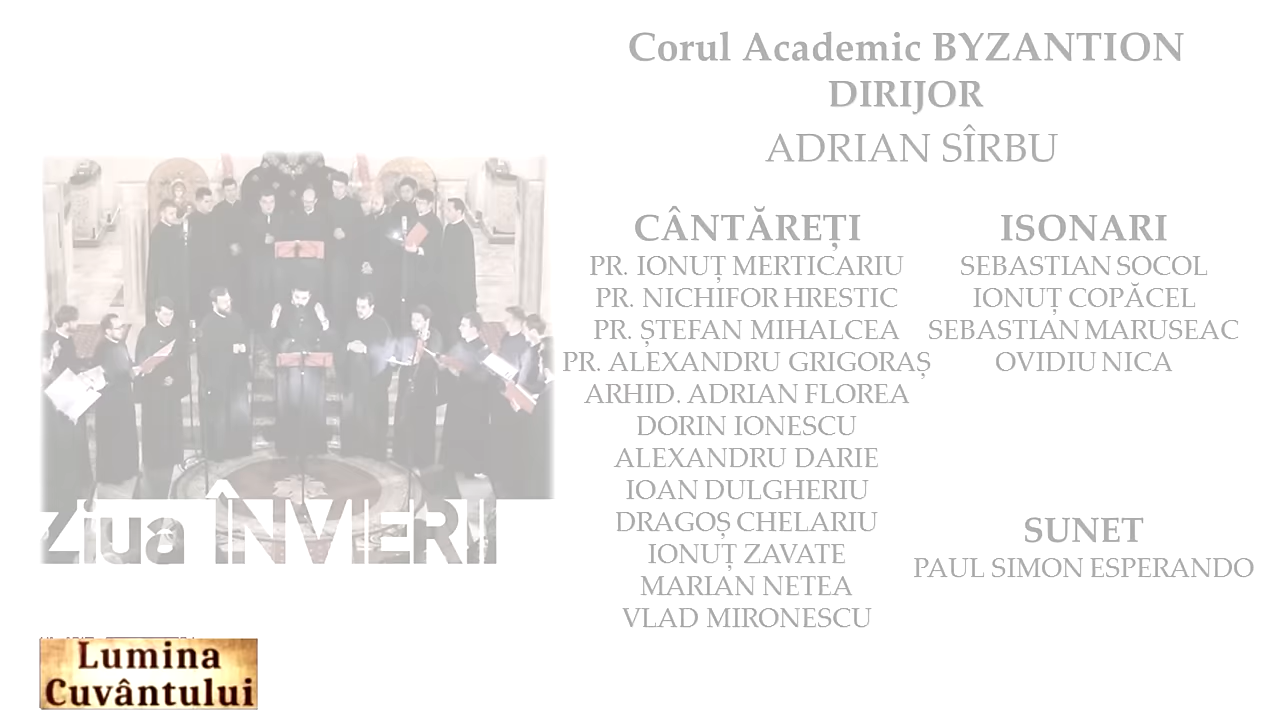 Corul Academic BYZANTION
DIRIJOR
ADRIAN SÎRBU
CÂNTĂREȚI
PR. IONUȚ MERTICARIU
PR. NICHIFOR HRESTIC
PR. ȘTEFAN MIHALCEA
PR. ALEXANDRU GRIGORAȘ
ARHID. ADRIAN FLOREA
DORIN IONESCU
ALEXANDRU DARIE
IOAN DULGHERIU
DRAGOȘ CHELARIU
IONUȚ ZAVATE
MARIAN NETEA
VLAD MIRONESCU
ISONARI
SEBASTIAN SOCOL
IONUȚ COPĂCEL
SEBASTIAN MARUSEAC
OVIDIU NICA
SUNET
PAUL SIMON ESPERANDO
Ziua ÎNVIERII
Lumina
Cuvântului